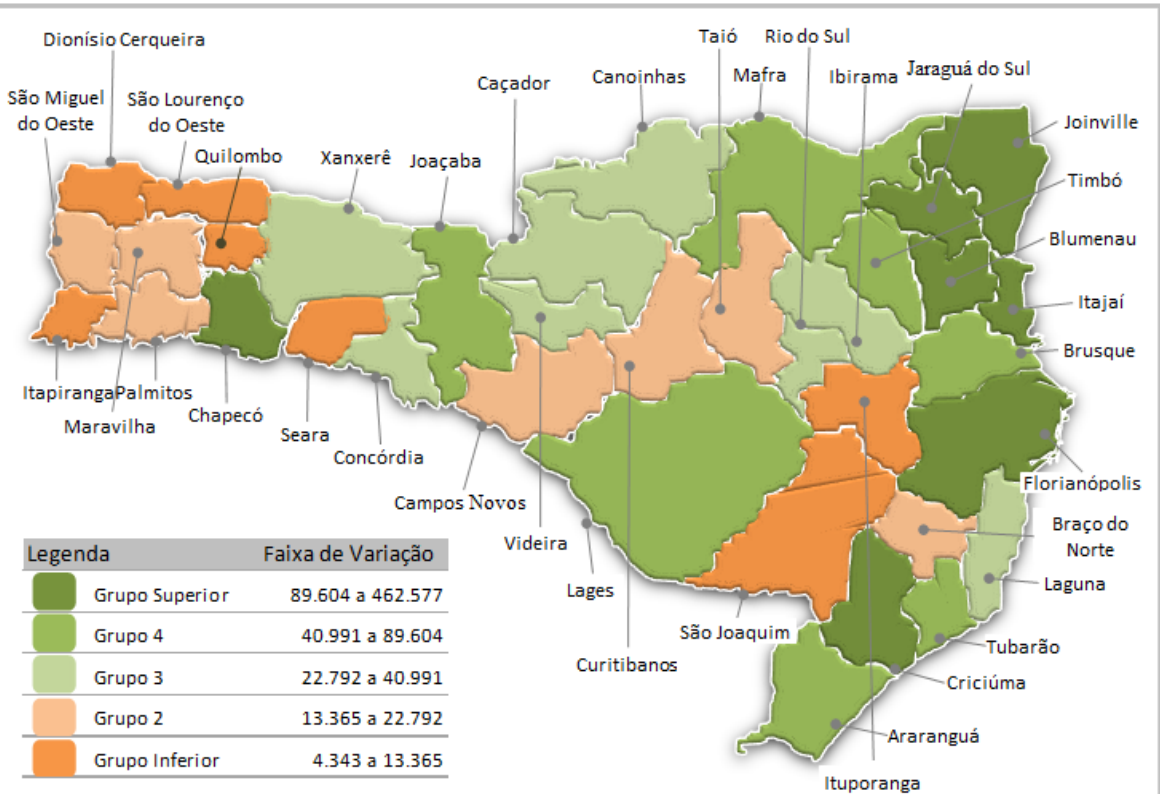 Dionísio Cerqueira
São Miguel
do Oeste
São Lourenço
do Oeste
Quilombo
Xanxerê
Joaçaba
Caçador
Canoinhas
Taió
Mafra
Rio do Sul
Ibirama
Jaraguá do Sul
Joinville
Timbó
Blumenau
Itajaí
Brusque
Florianópolis
Braço do
Norte
Laguna
Tubarão
Criciúma
Araranguá
Ituporanga
São Joaquim
Curitibanos
Lages
Videira
Campos Novos
Concórdia
Seara
Chapecó
Palmitos
Maravilha
Itapiranga
Legenda Faixa de Variação
Grupo Superior 89.604 a 462.577
Grupo 4 40.991 a 89.604
Grupo 3 22.792 a 40.991
Grupo 2 13.365 a 22.792
Grupo Inferior 4.343 a 13.365